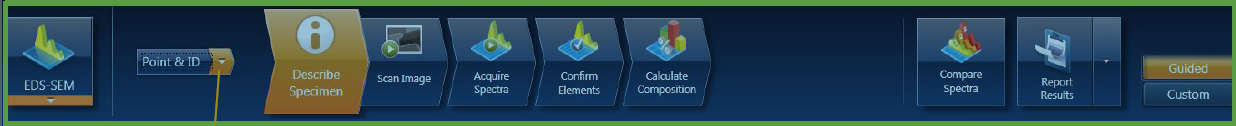 EDS-SEM
Point & ID
Describe
Specimen
Scan Image
Acquire
Spectra
Confirm
Elements
Calculate
Composition
Compare
Spectra
Report
Results
Guided
Custom